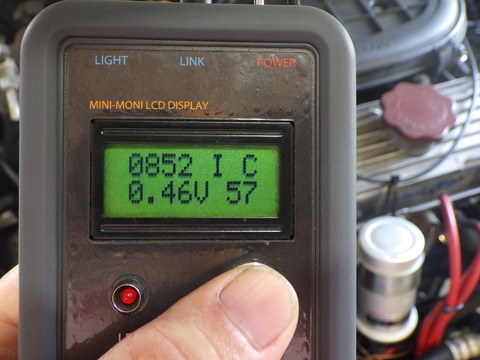 LIGHT LINK POWER
MINI-MONI LCD DISPLAY
0852 I C
0.46V 57